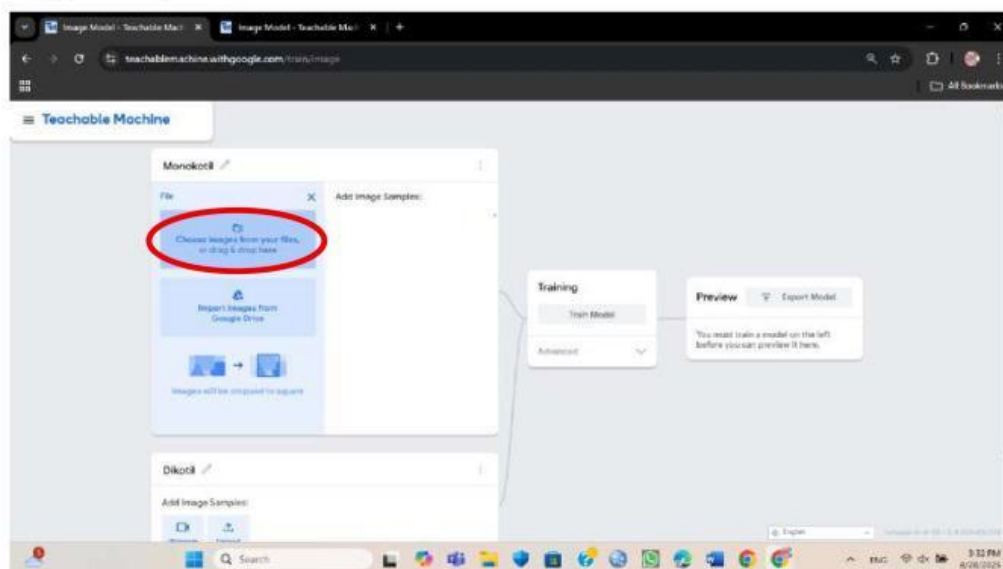 Image Model - Teachable Mac
Image Model - Teachable Mac
teachablemachine.withgoogle.com/train/image
All Bookmarks
Teachable Machine
Monokotil
File
Add Image Samples:
Choose images from your files,
or drag & drop here
Import images from
Google Drive
Images will be cropped to square
Training
Train Model
Advanced
Preview
Export Model
You must train a model on the left
before you can preview it here.
Dikotil
Add Image Samples:
Webcam
Upload
English
Search
ENG
3:32 PM